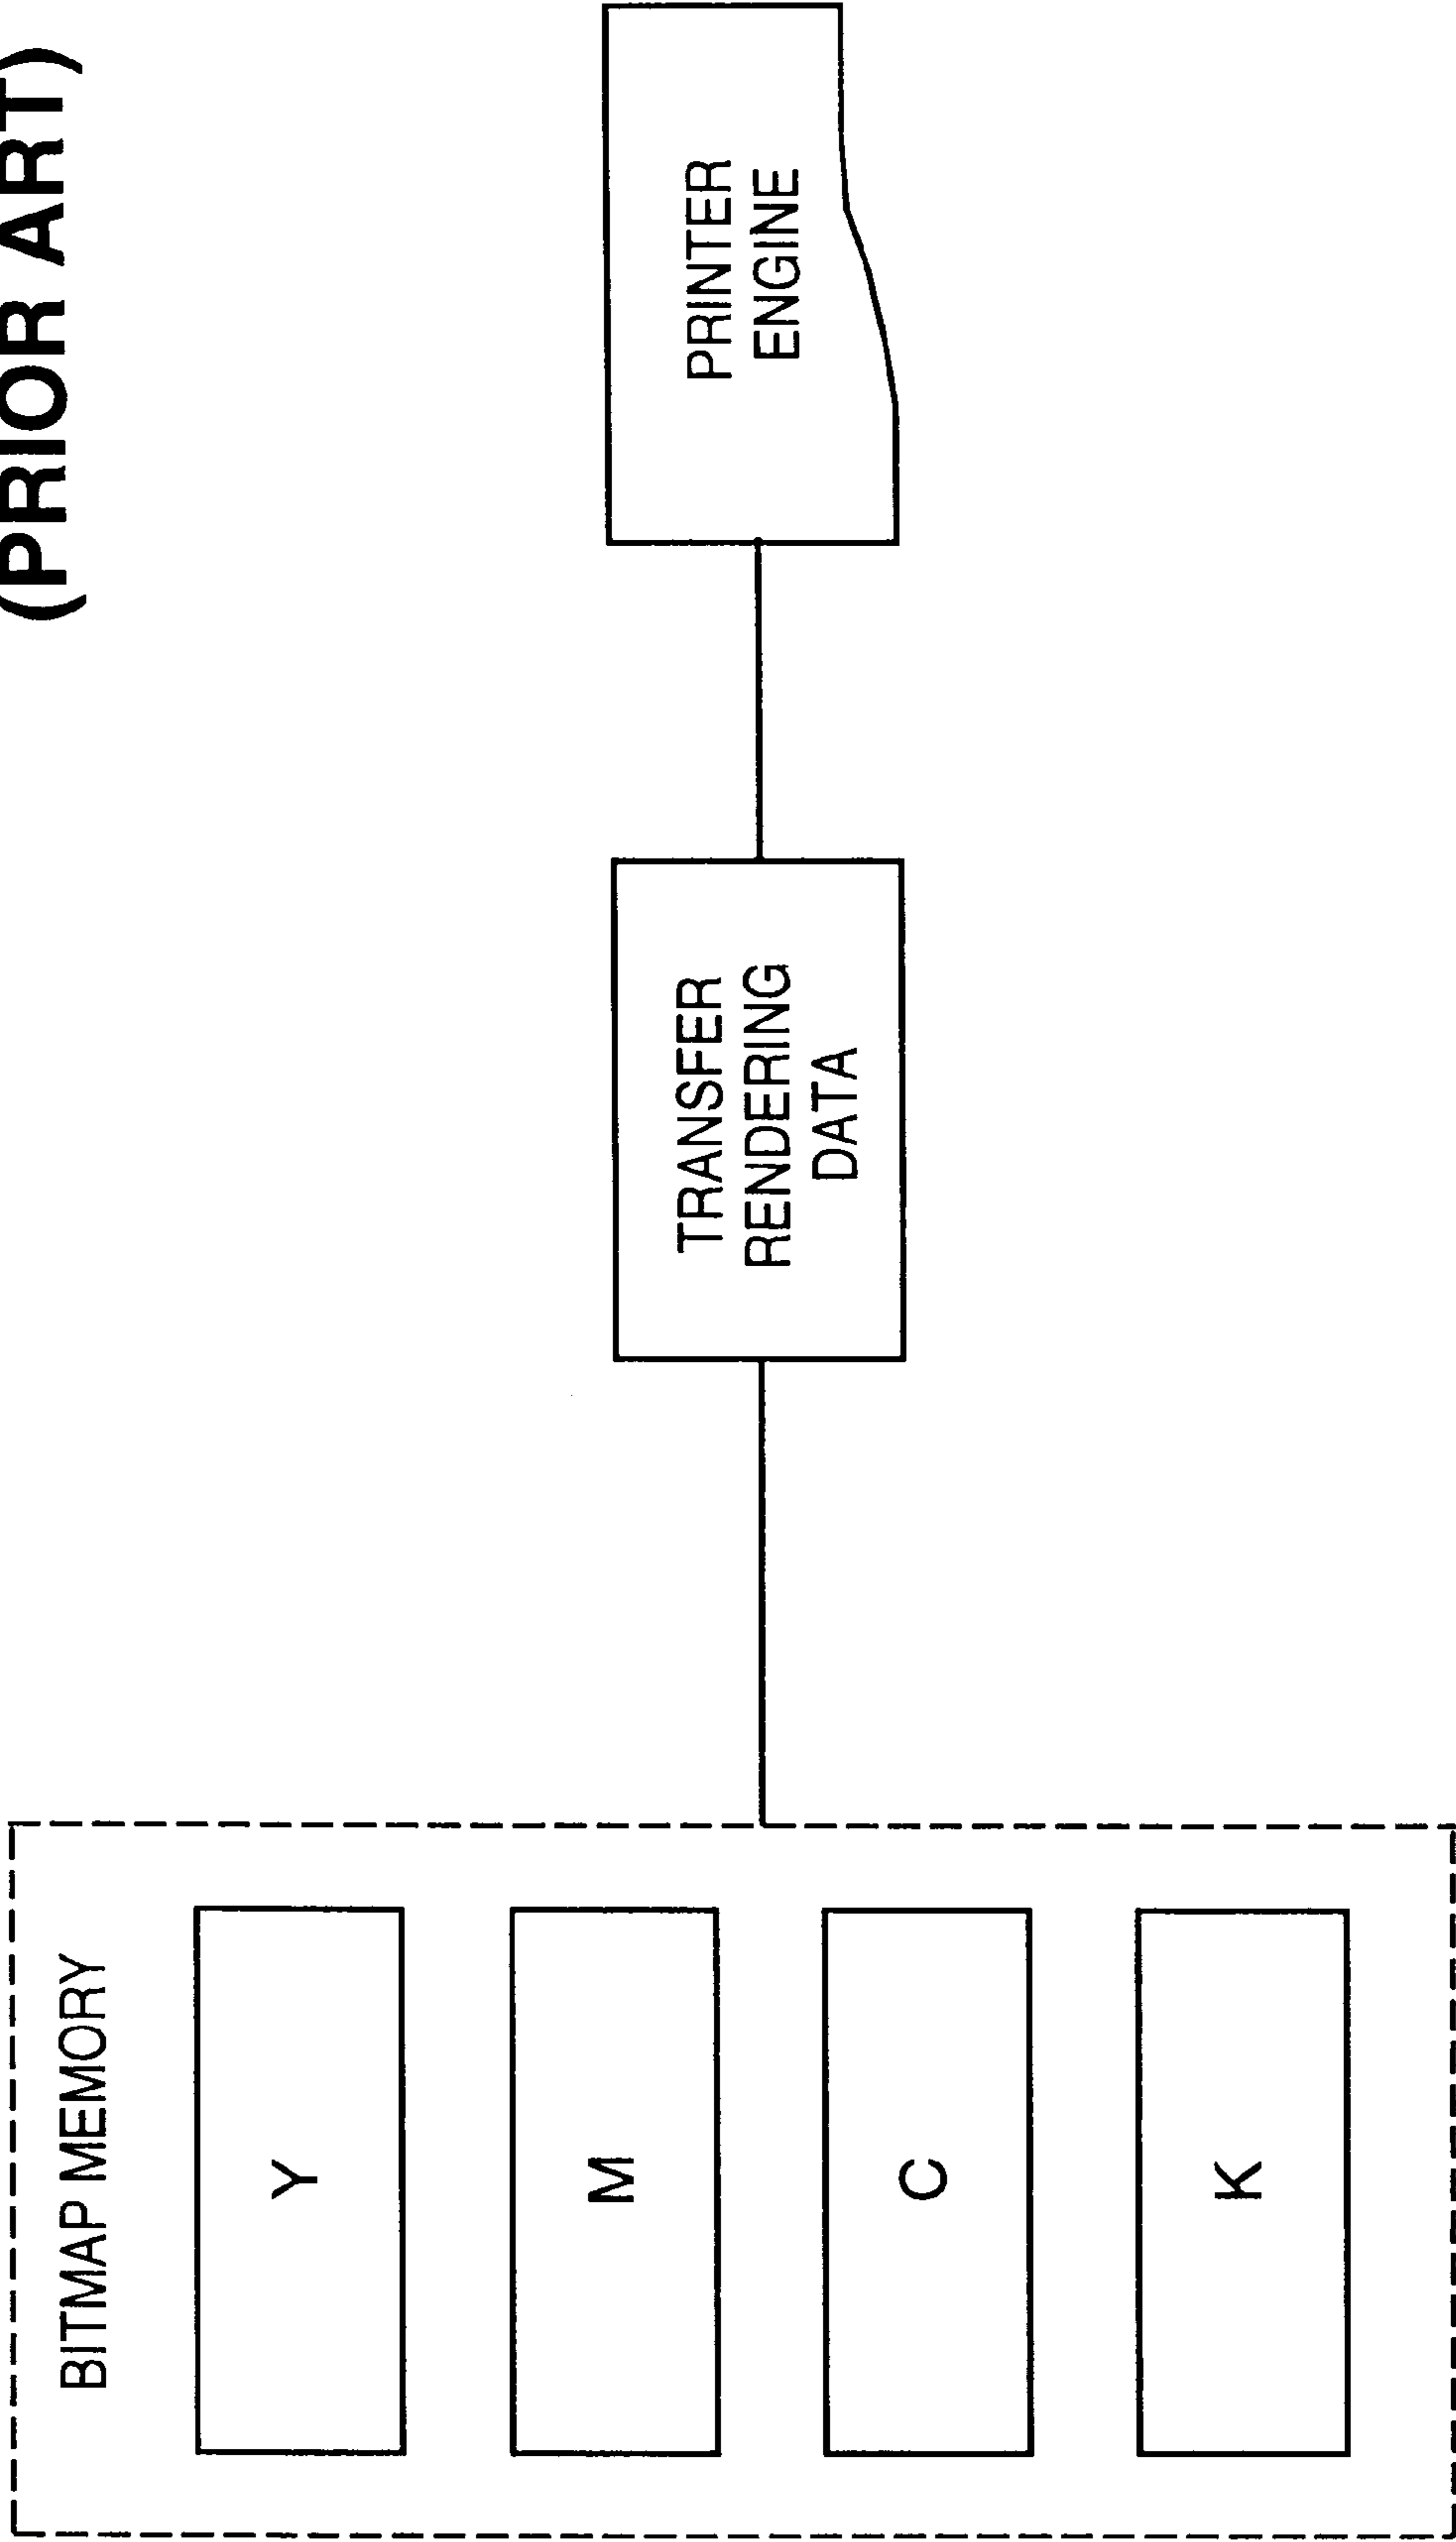 (PRIOR ART)
BITMAP MEMORY
Y
M
C
K
TRANSFER
RENDERING
DATA
PRINTER
ENGINE